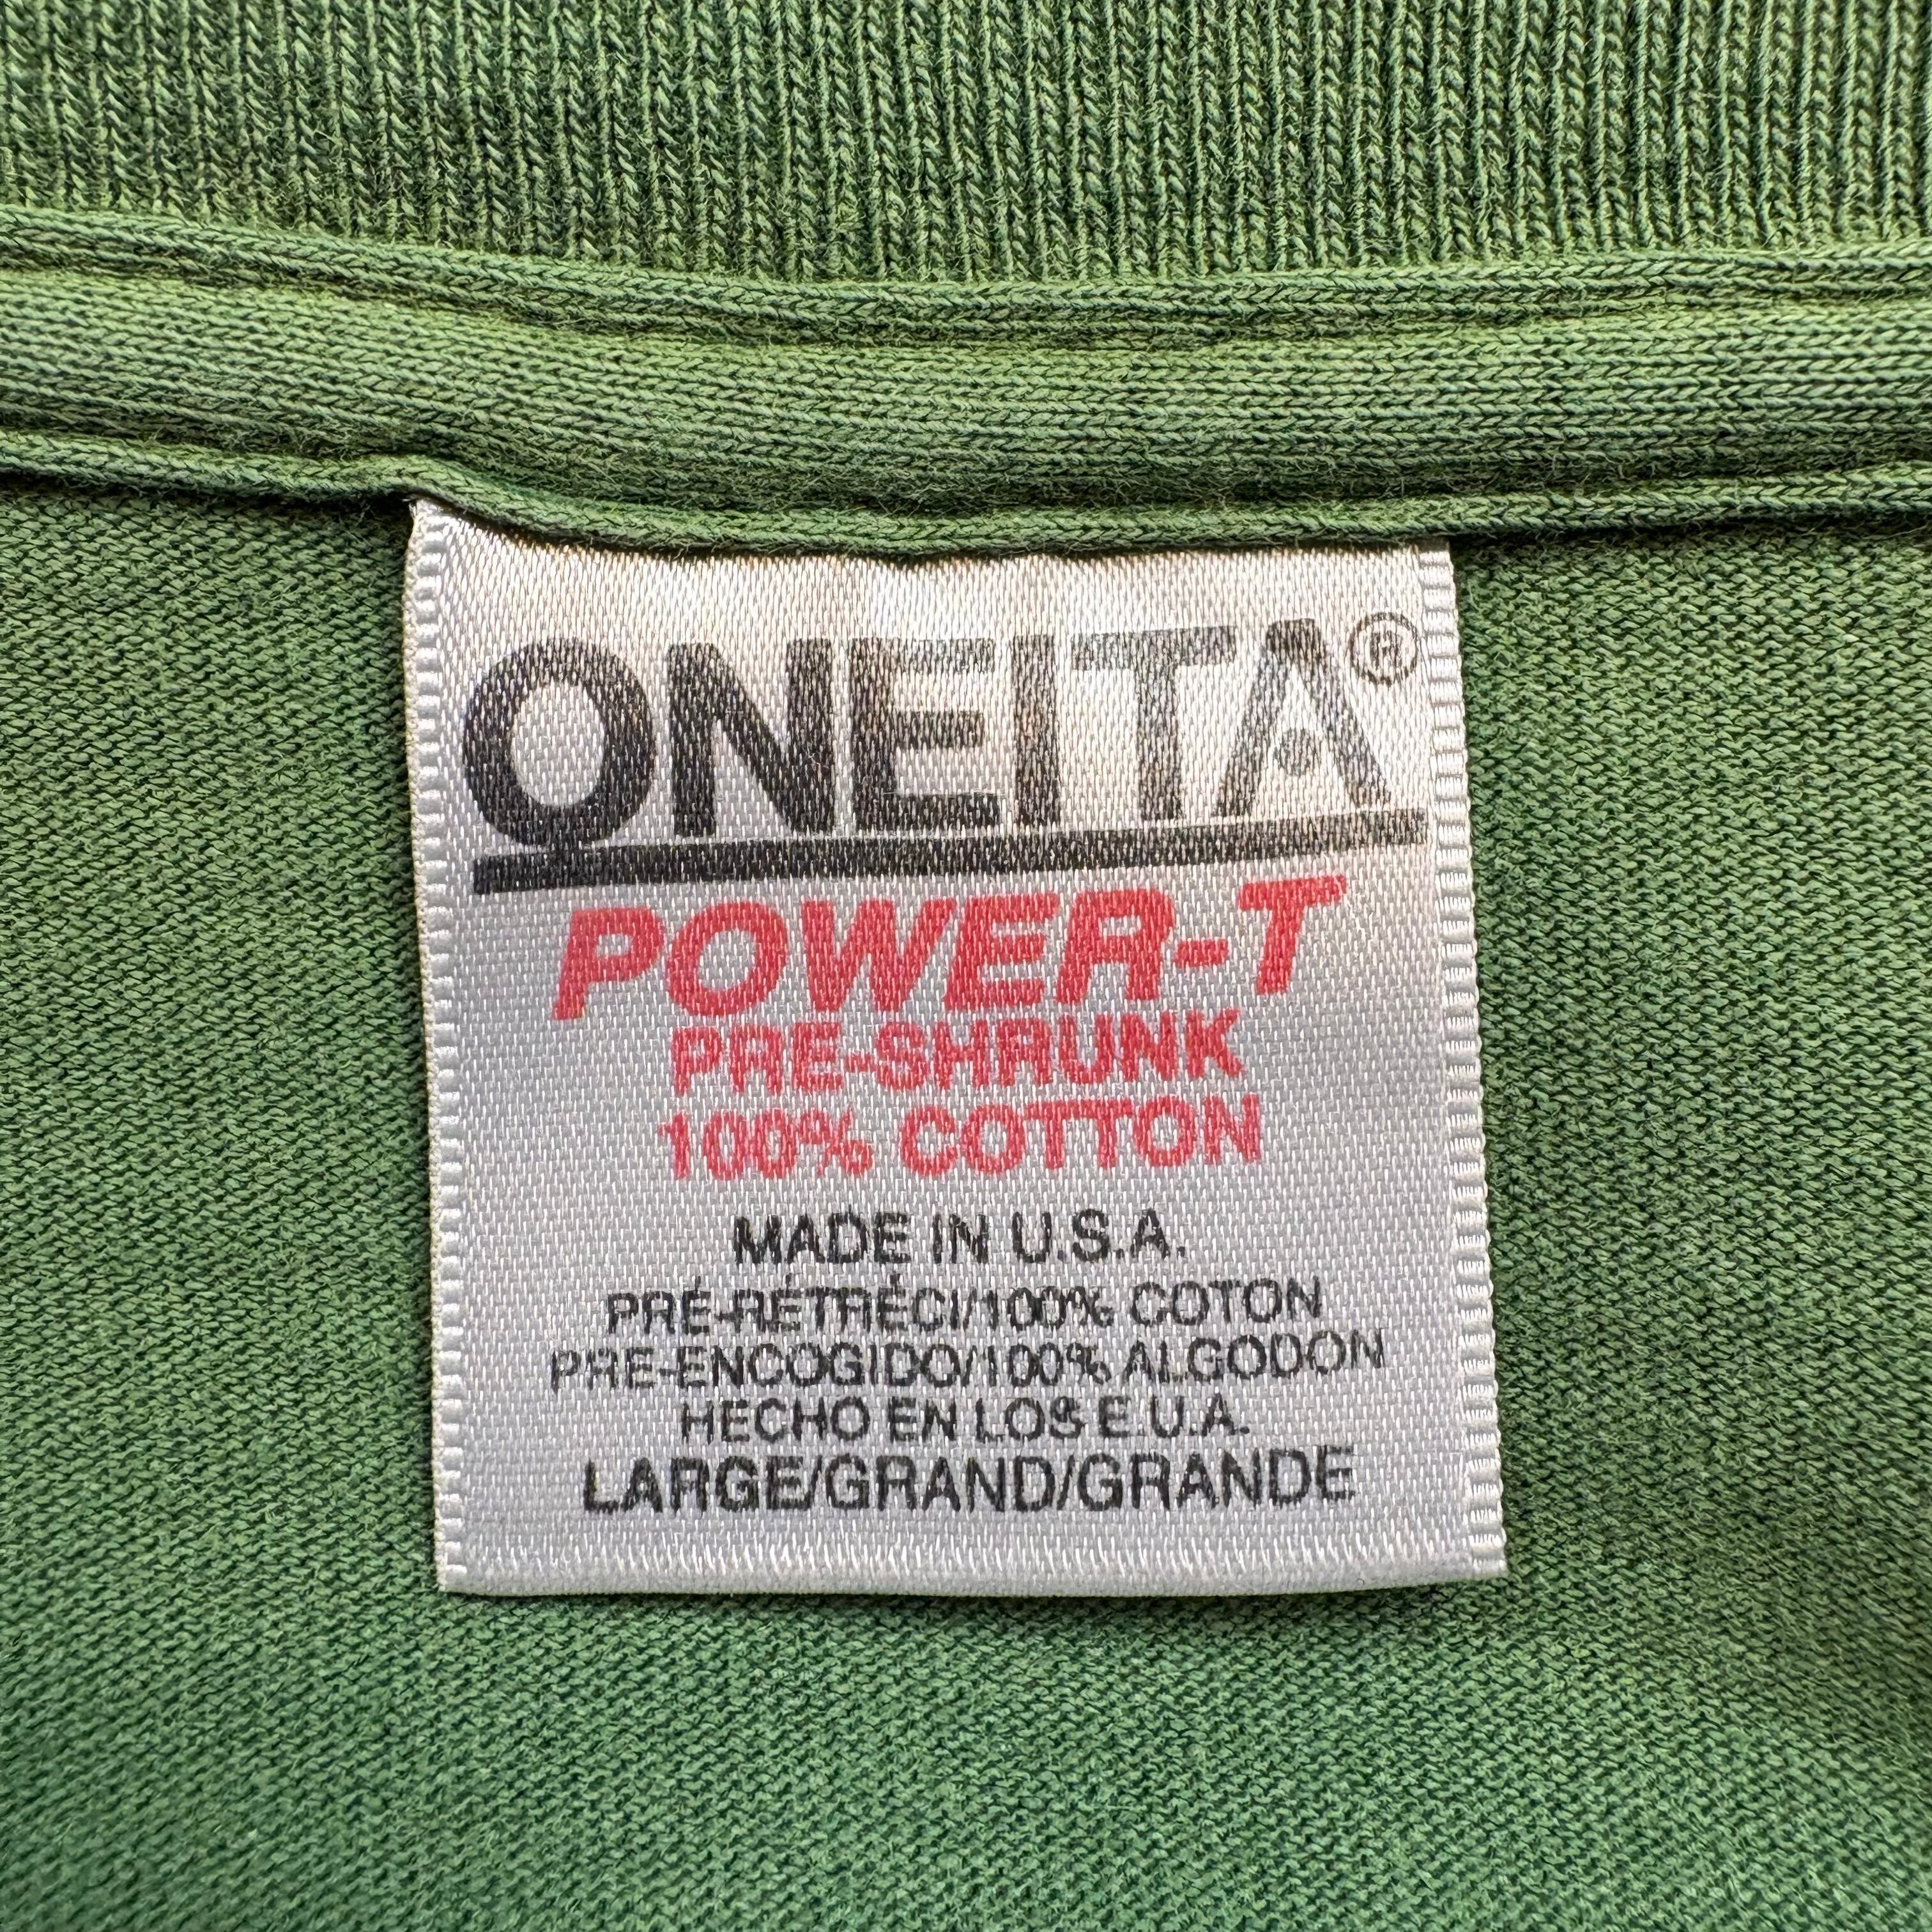 ONEITA®
POWER-T
PRE-SHRUNK
100% COTTON
MADE IN U.S.A.
PRÉ-RÉTRÉCI/100% COTON
PRE-ENCOGIDO/100% ALGODON
HECHO EN LOS E.U.A.
LARGE/GRAND/GRANDE